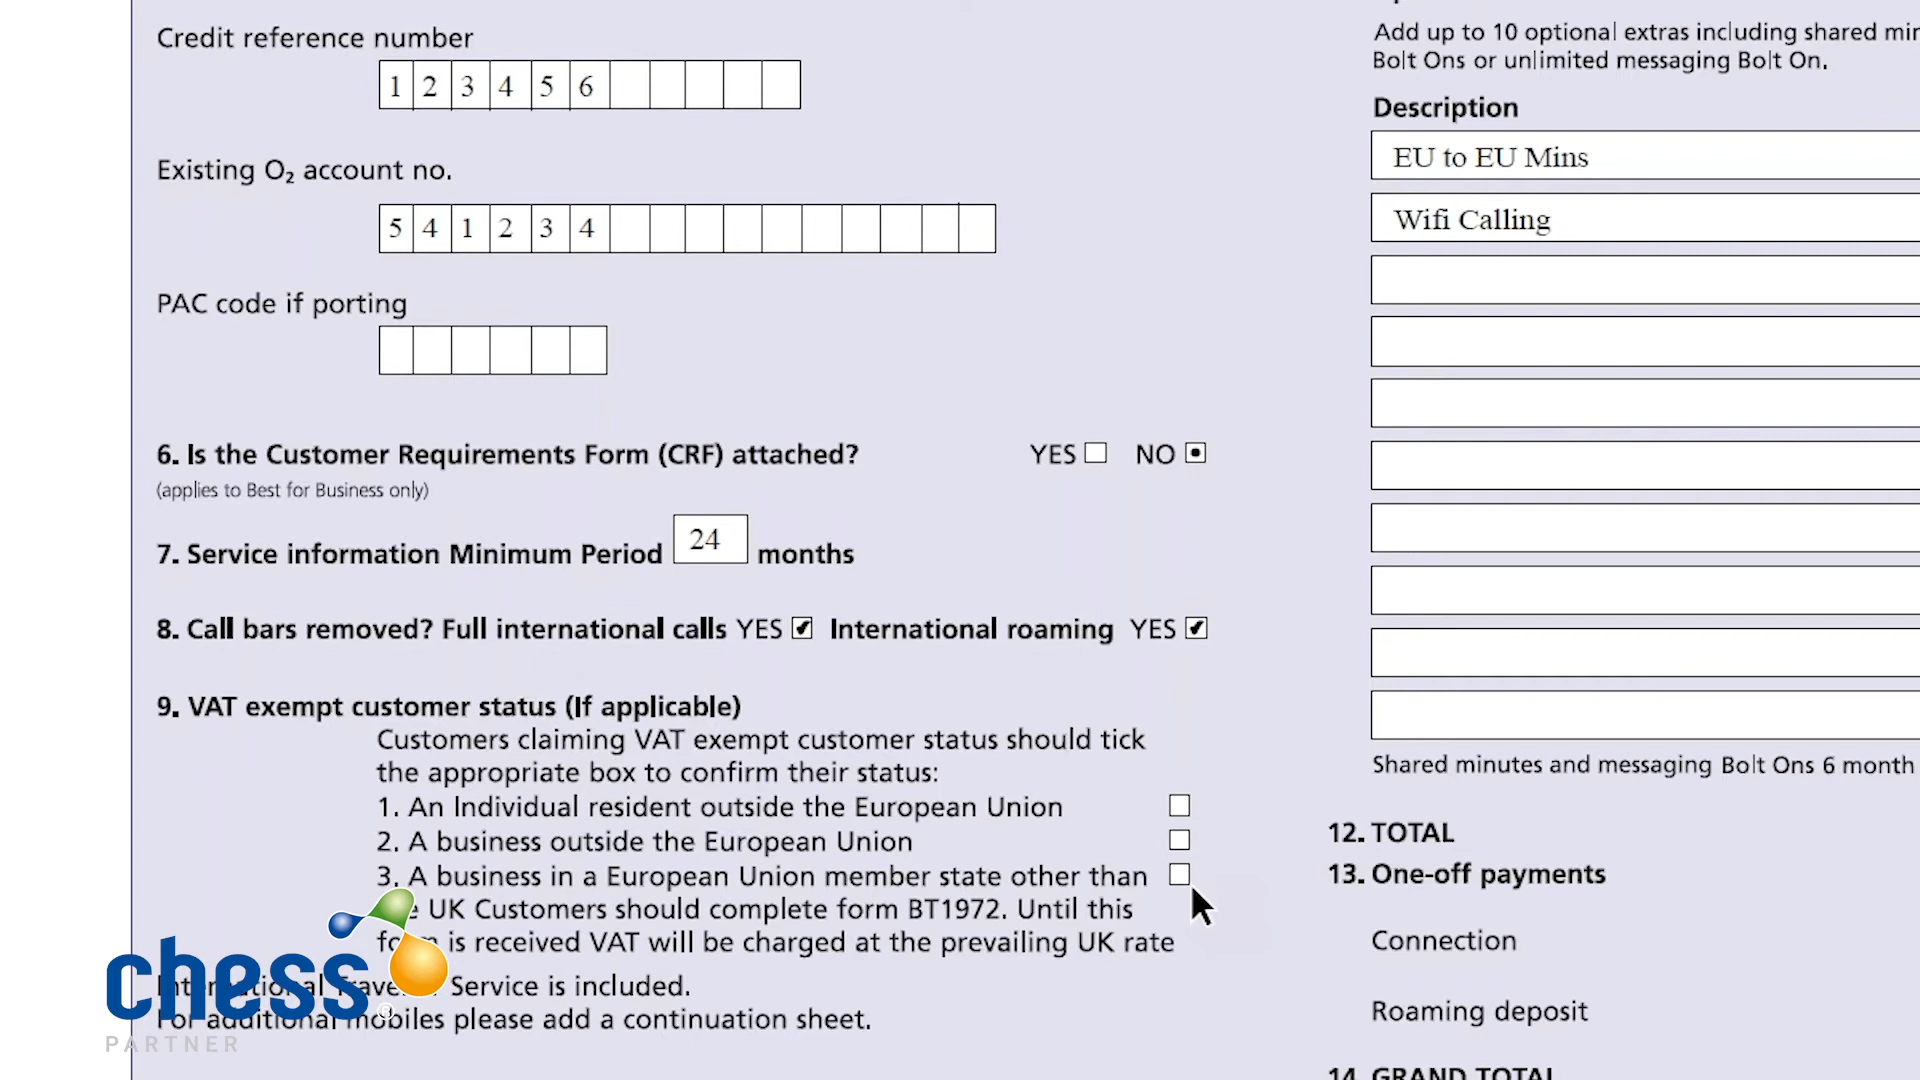 Credit reference number
1 2 3 4 5 6
Existing O₂ account no.
5 4 1 2 3 4
PAC code if porting
6. Is the Customer Requirements Form (CRF) attached? YES NO
(applies to Best for Business only)
7. Service information Minimum Period 24 months
8. Call bars removed? Full international calls YES International roaming YES
9. VAT exempt customer status (If applicable)
Customers claiming VAT exempt customer status should tick
the appropriate box to confirm their status:
1. An Individual resident outside the European Union
2. A business outside the European Union
3. A business in a European Union member state other than
UK Customers should complete form BT1972. Until this
form is received VAT will be charged at the prevailing UK rate
International Service is included.
For additional mobiles please add a continuation sheet.
chess®
PARTNER
Add up to 10 optional extras including shared
Bolt Ons or unlimited messaging Bolt On.
Description
EU to EU Mins
Wifi Calling
Shared minutes and messaging Bolt Ons 6 month
12. TOTAL
13. One-off payments
Connection
Roaming deposit
14. GRAND TOTAL